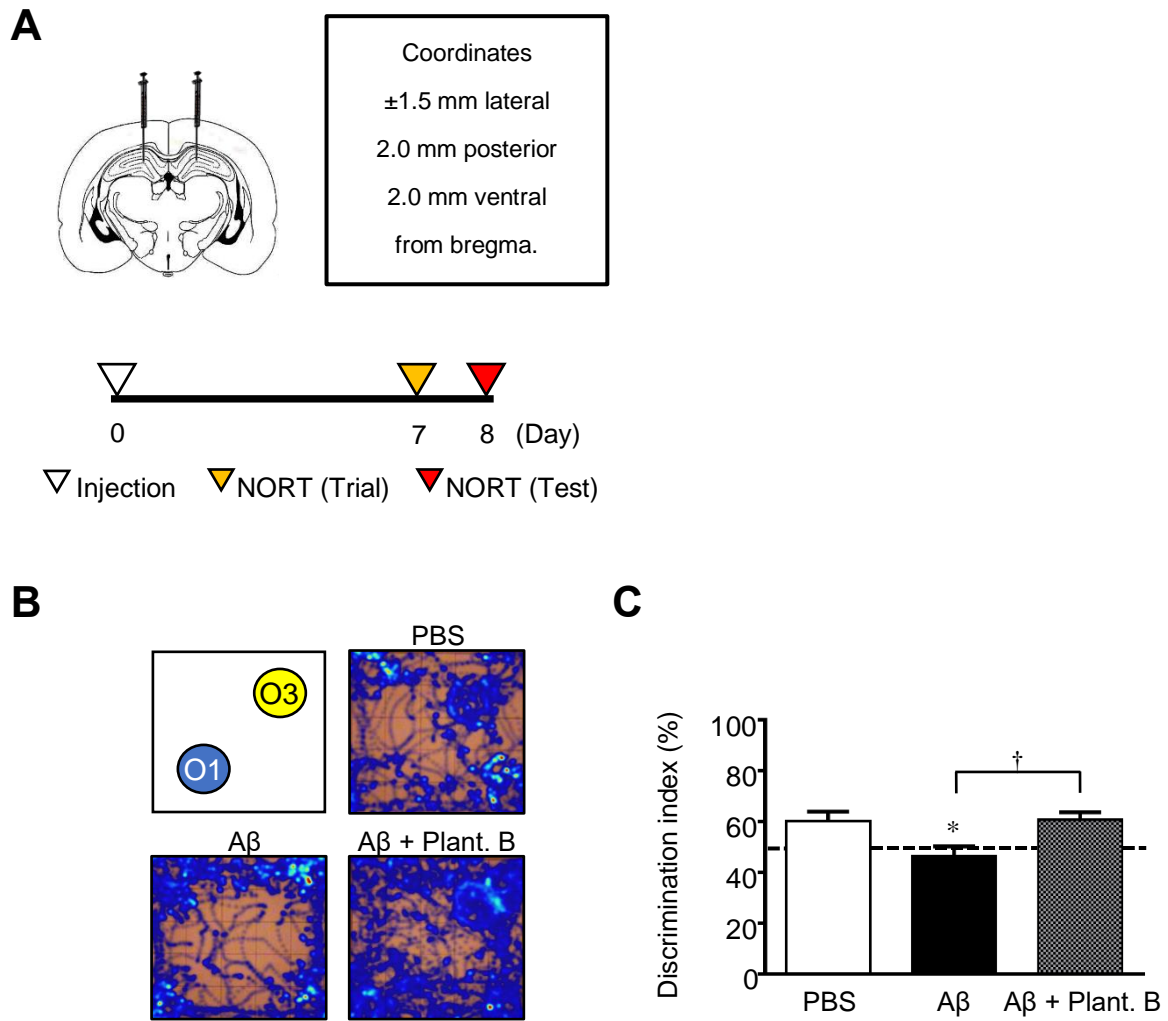 A
Coordinates
±1.5 mm lateral
2.0 mm posterior
2.0 mm ventral
from bregma.
0 7 8 (Day)
Injection NORT (Trial) NORT (Test)
B
PBS
O3
O1
Aβ Aβ + Plant. B
C
Discrimination index (%)
100
80
60
40
20
0
†
*
PBS Aβ Aβ + Plant. B